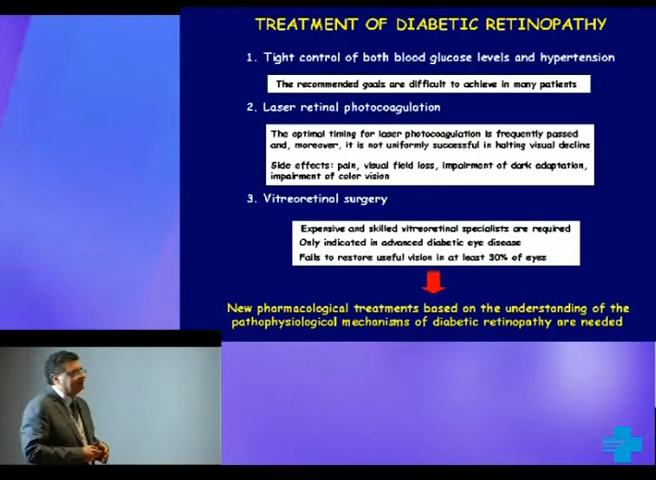 TREATMENT OF DIABETIC RETINOPATHY
1. Tight control of both blood glucose levels and hypertension
The recommended goals are difficult to achieve in many patients
2. Laser retinal photocoagulation
The optimal timing for laser photocoagulation is frequently passed
and, moreover, it is not uniformly successful in halting visual decline
Side effects: pain, visual field loss, impairment of dark adaptation,
impairment of color vision
3. Vitreoretinal surgery
Expensive and skilled vitreoretinal specialists are required
Only indicated in advanced diabetic eye disease
Fails to restore useful vision in at least 30% of eyes
New pharmacological treatments based on the understanding of the
pathophysiological mechanisms of diabetic retinopathy are needed